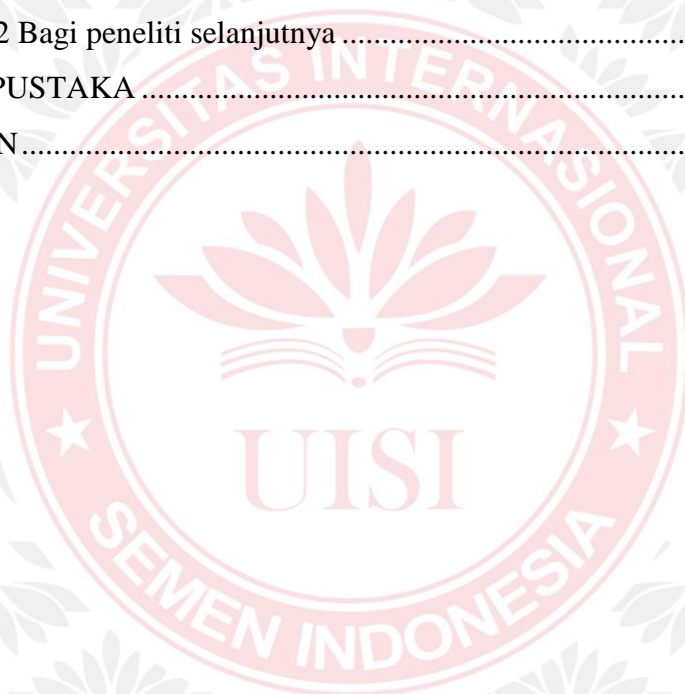 2 Bagi peneliti selanjutnya ............................................................
PUSTAKA ................................................................................................
N ........................................................................................................................
UNIVERSITAS INTERNASIONAL
UISI
SEMEN INDONESIA